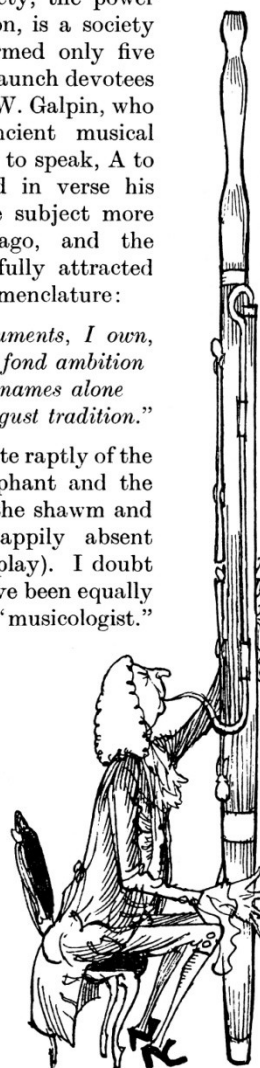 ety, the power
on, is a society
rmed only five
aunch devotees
W. Galpin, who
ncient musical
to speak, A to
d in verse his
e subject more
ago, and the
fully attracted
menclature:
uments, I own,
fond ambition
names alone
gust tradition."
te raptly of the
phant and the
she shawm and
appily absent
play). I doubt
ve been equally
"musicologist."